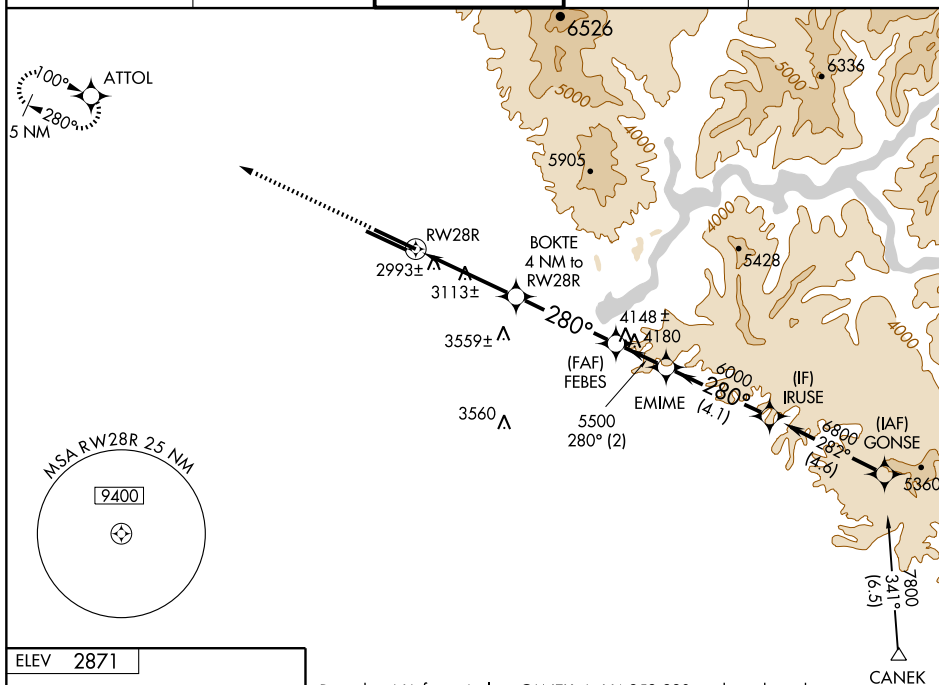 6526
6336
5000
5000
4000
100°
ATTOL
280°
5 NM
5905
4000
RW28R
BOKTE
4 NM to
RW28R
2993±
3113±
5428
280°
4148±
4180
4000
3559±
(FAF)
FEBES
6000
(IF)
IRUSE
280°
(4.1)
EMIME
5500
280° (2)
(IAF)
GONSE
6800
282°
(4.6)
3560
5360
MSA RW28R 25 NM
9400
7800
341°
(6.5)
ELEV 2871
CANEK